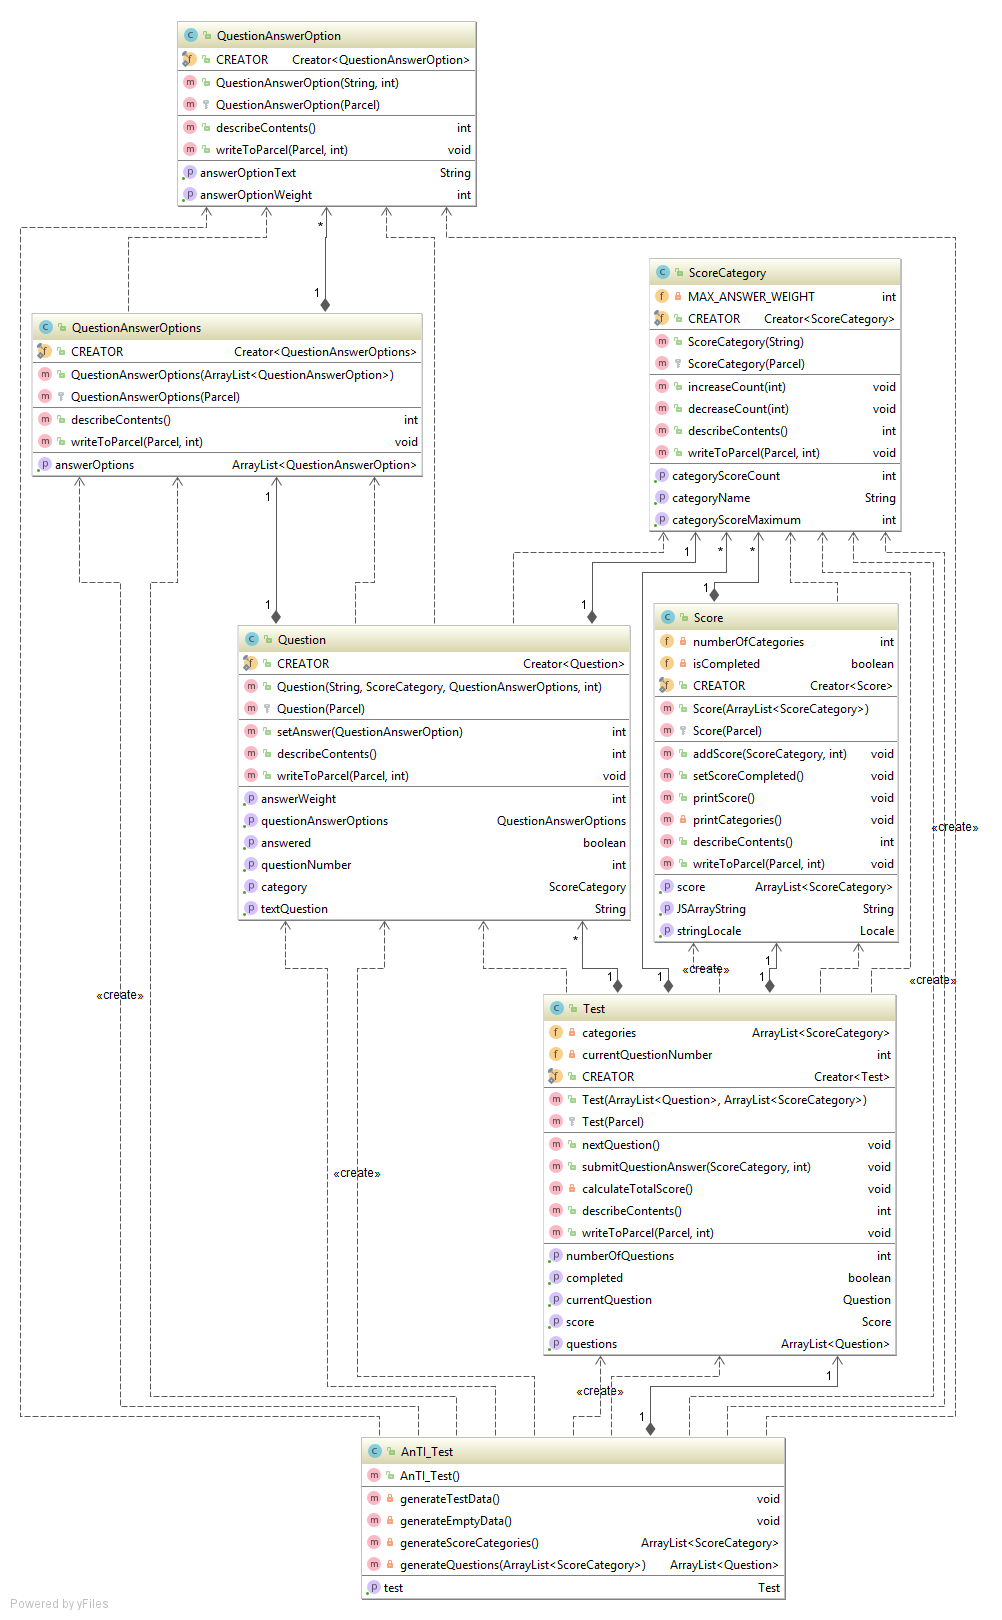 QuestionAnswerOption
CREATOR Creator<QuestionAnswerOption>
QuestionAnswerOption(String, int)
QuestionAnswerOption(Parcel)
describeContents() int
writeToParcel(Parcel, int) void
answerOptionText String
answerOptionWeight int
*
1
ScoreCategory
MAX_ANSWER_WEIGHT int
CREATOR Creator<ScoreCategory>
ScoreCategory(String)
ScoreCategory(Parcel)
increaseCount(int) void
decreaseCount(int) void
describeContents() int
writeToParcel(Parcel, int) void
categoryScoreCount int
categoryName String
categoryScoreMaximum int
QuestionAnswerOptions
CREATOR Creator<QuestionAnswerOptions>
QuestionAnswerOptions(ArrayList<QuestionAnswerOption>)
QuestionAnswerOptions(Parcel)
describeContents() int
writeToParcel(Parcel, int) void
answerOptions ArrayList<QuestionAnswerOption>
1
1 * *
1 1 1
Question
CREATOR Creator<Question>
Question(String, ScoreCategory, QuestionAnswerOptions, int)
Question(Parcel)
setAnswer(QuestionAnswerOption) int
describeContents() int
writeToParcel(Parcel, int) void
answerWeight int
questionAnswerOptions QuestionAnswerOptions
answered boolean
questionNumber int
category ScoreCategory
textQuestion String
Score
numberOfCategories int
isCompleted boolean
CREATOR Creator<Score>
Score(ArrayList<ScoreCategory>)
Score(Parcel)
addScore(ScoreCategory, int) void
setScoreCompleted() void
printScore() void
printCategories() void
describeContents() int
writeToParcel(Parcel, int) void
score ArrayList<ScoreCategory>
JSArrayString String
stringLocale Locale
«create»
* 1
«create»
1 1 1
«create»
«create»
Test
categories ArrayList<ScoreCategory>
currentQuestionNumber int
CREATOR Creator<Test>
Test(ArrayList<Question>, ArrayList<ScoreCategory>)
Test(Parcel)
nextQuestion() void
submitQuestionAnswer(ScoreCategory, int) void
calculateTotalScore() void
describeContents() int
writeToParcel(Parcel, int) void
numberOfQuestions int
completed boolean
currentQuestion Question
score Score
questions ArrayList<Question>
«create»
1
«create»
1
AnTI_Test
AnTI_Test()
generateTestData() void
generateEmptyData() void
generateScoreCategories() ArrayList<ScoreCategory>
generateQuestions(ArrayList<ScoreCategory>) ArrayList<Question>
test Test
Powered by yFiles